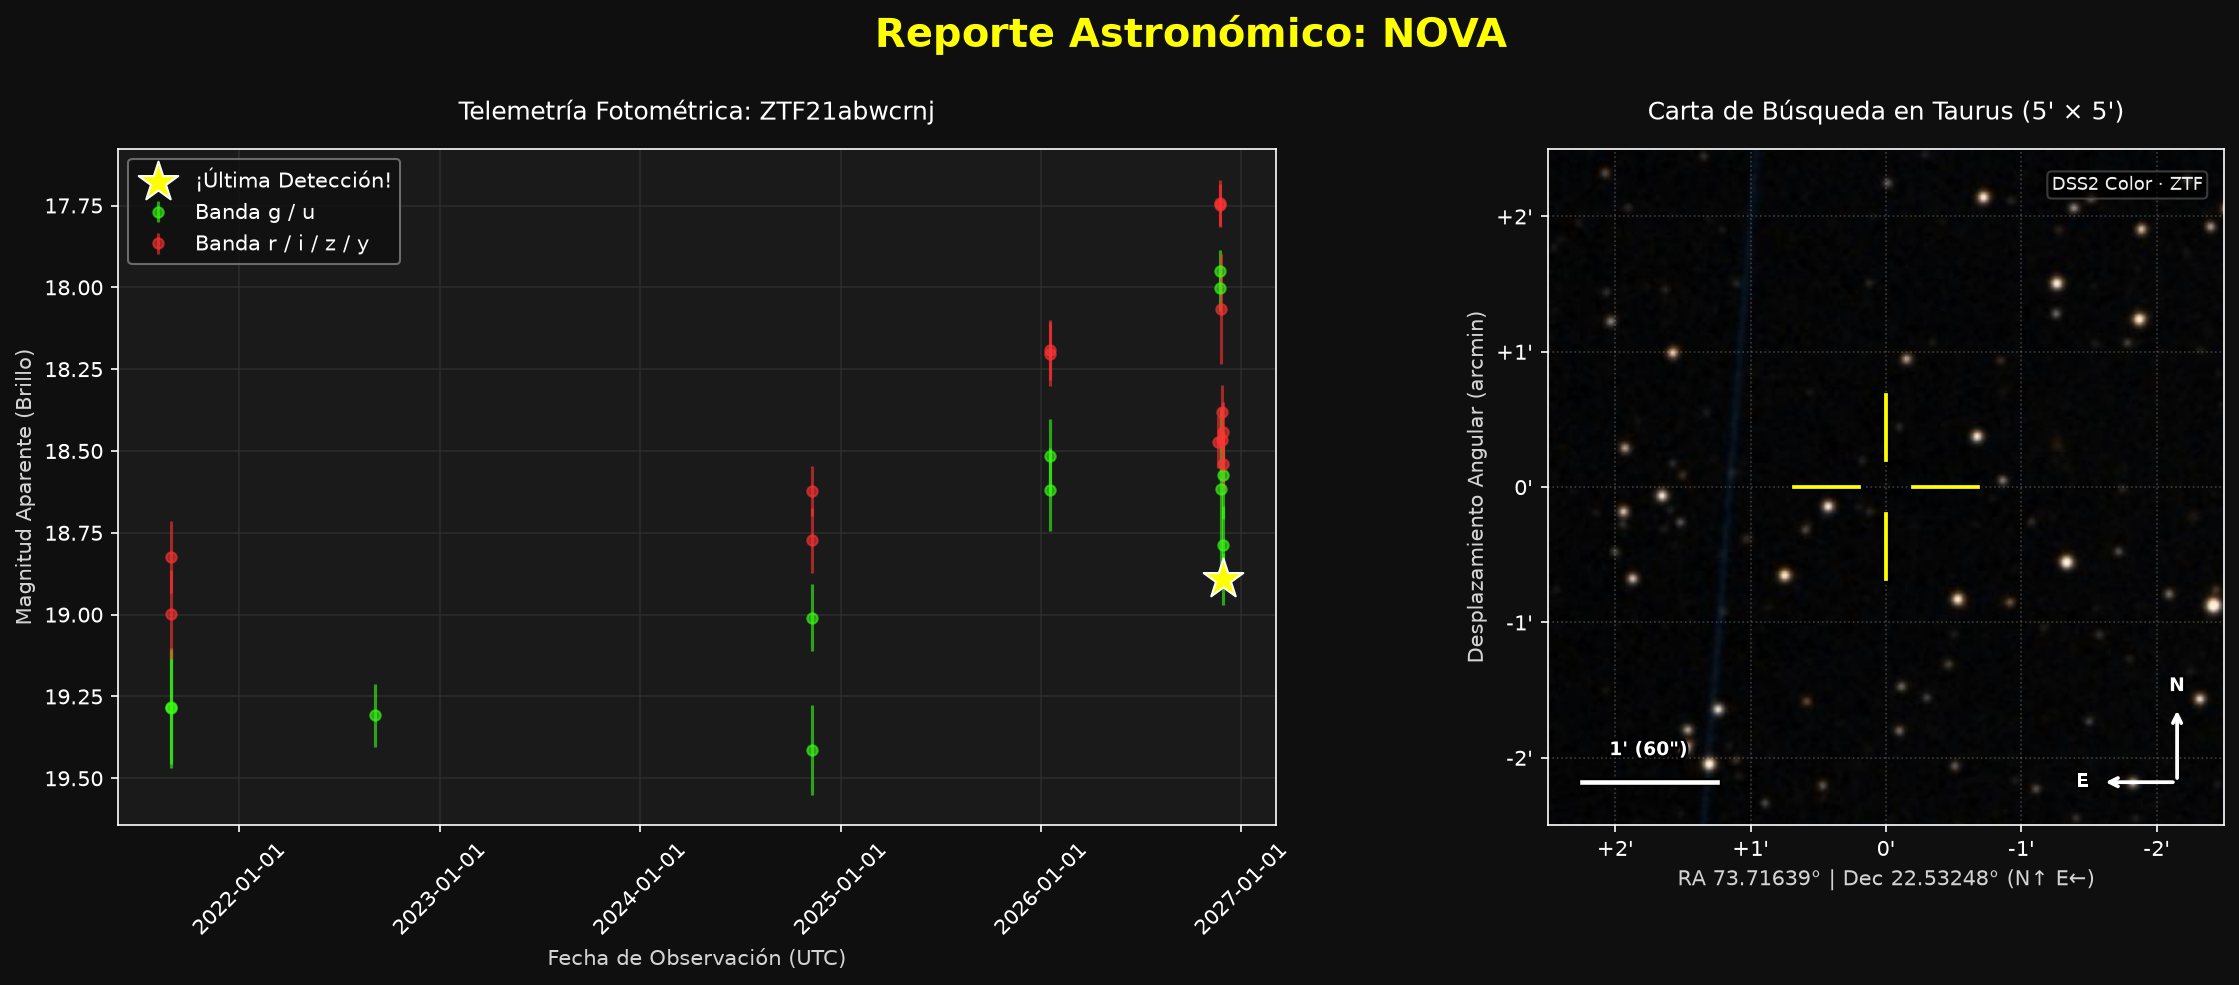 Reporte Astronómico: NOVA
Telemetría Fotométrica: ZTF21abwcrnj
¡Última Detección!
Banda g / u
Banda r / i / z / y
Magnitud Aparente (Brillo)
17.75
18.00
18.25
18.50
18.75
19.00
19.25
19.50
2022-01-01
2023-01-01
2024-01-01
2025-01-01
2026-01-01
2027-01-01
Fecha de Observación (UTC)
Carta de Búsqueda en Taurus (5' × 5')
DSS2 Color · ZTF
Desplazamiento Angular (arcmin)
+2'
+1'
0'
-1'
-2'
N
1' (60")
E
+2'
+1'
0'
-1'
-2'
RA 73.71639° | Dec 22.53248° (N↑ E←)